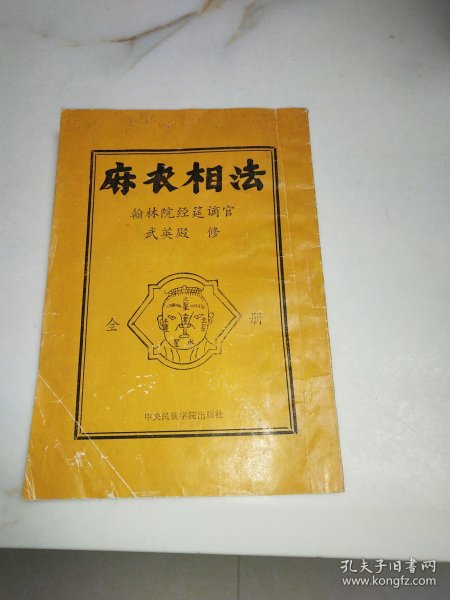 麻衣相法
翰林院经筵讲官
武英殿 修
全 册
中央民族学院出版社
孔夫子旧书网
www.kongfz.com